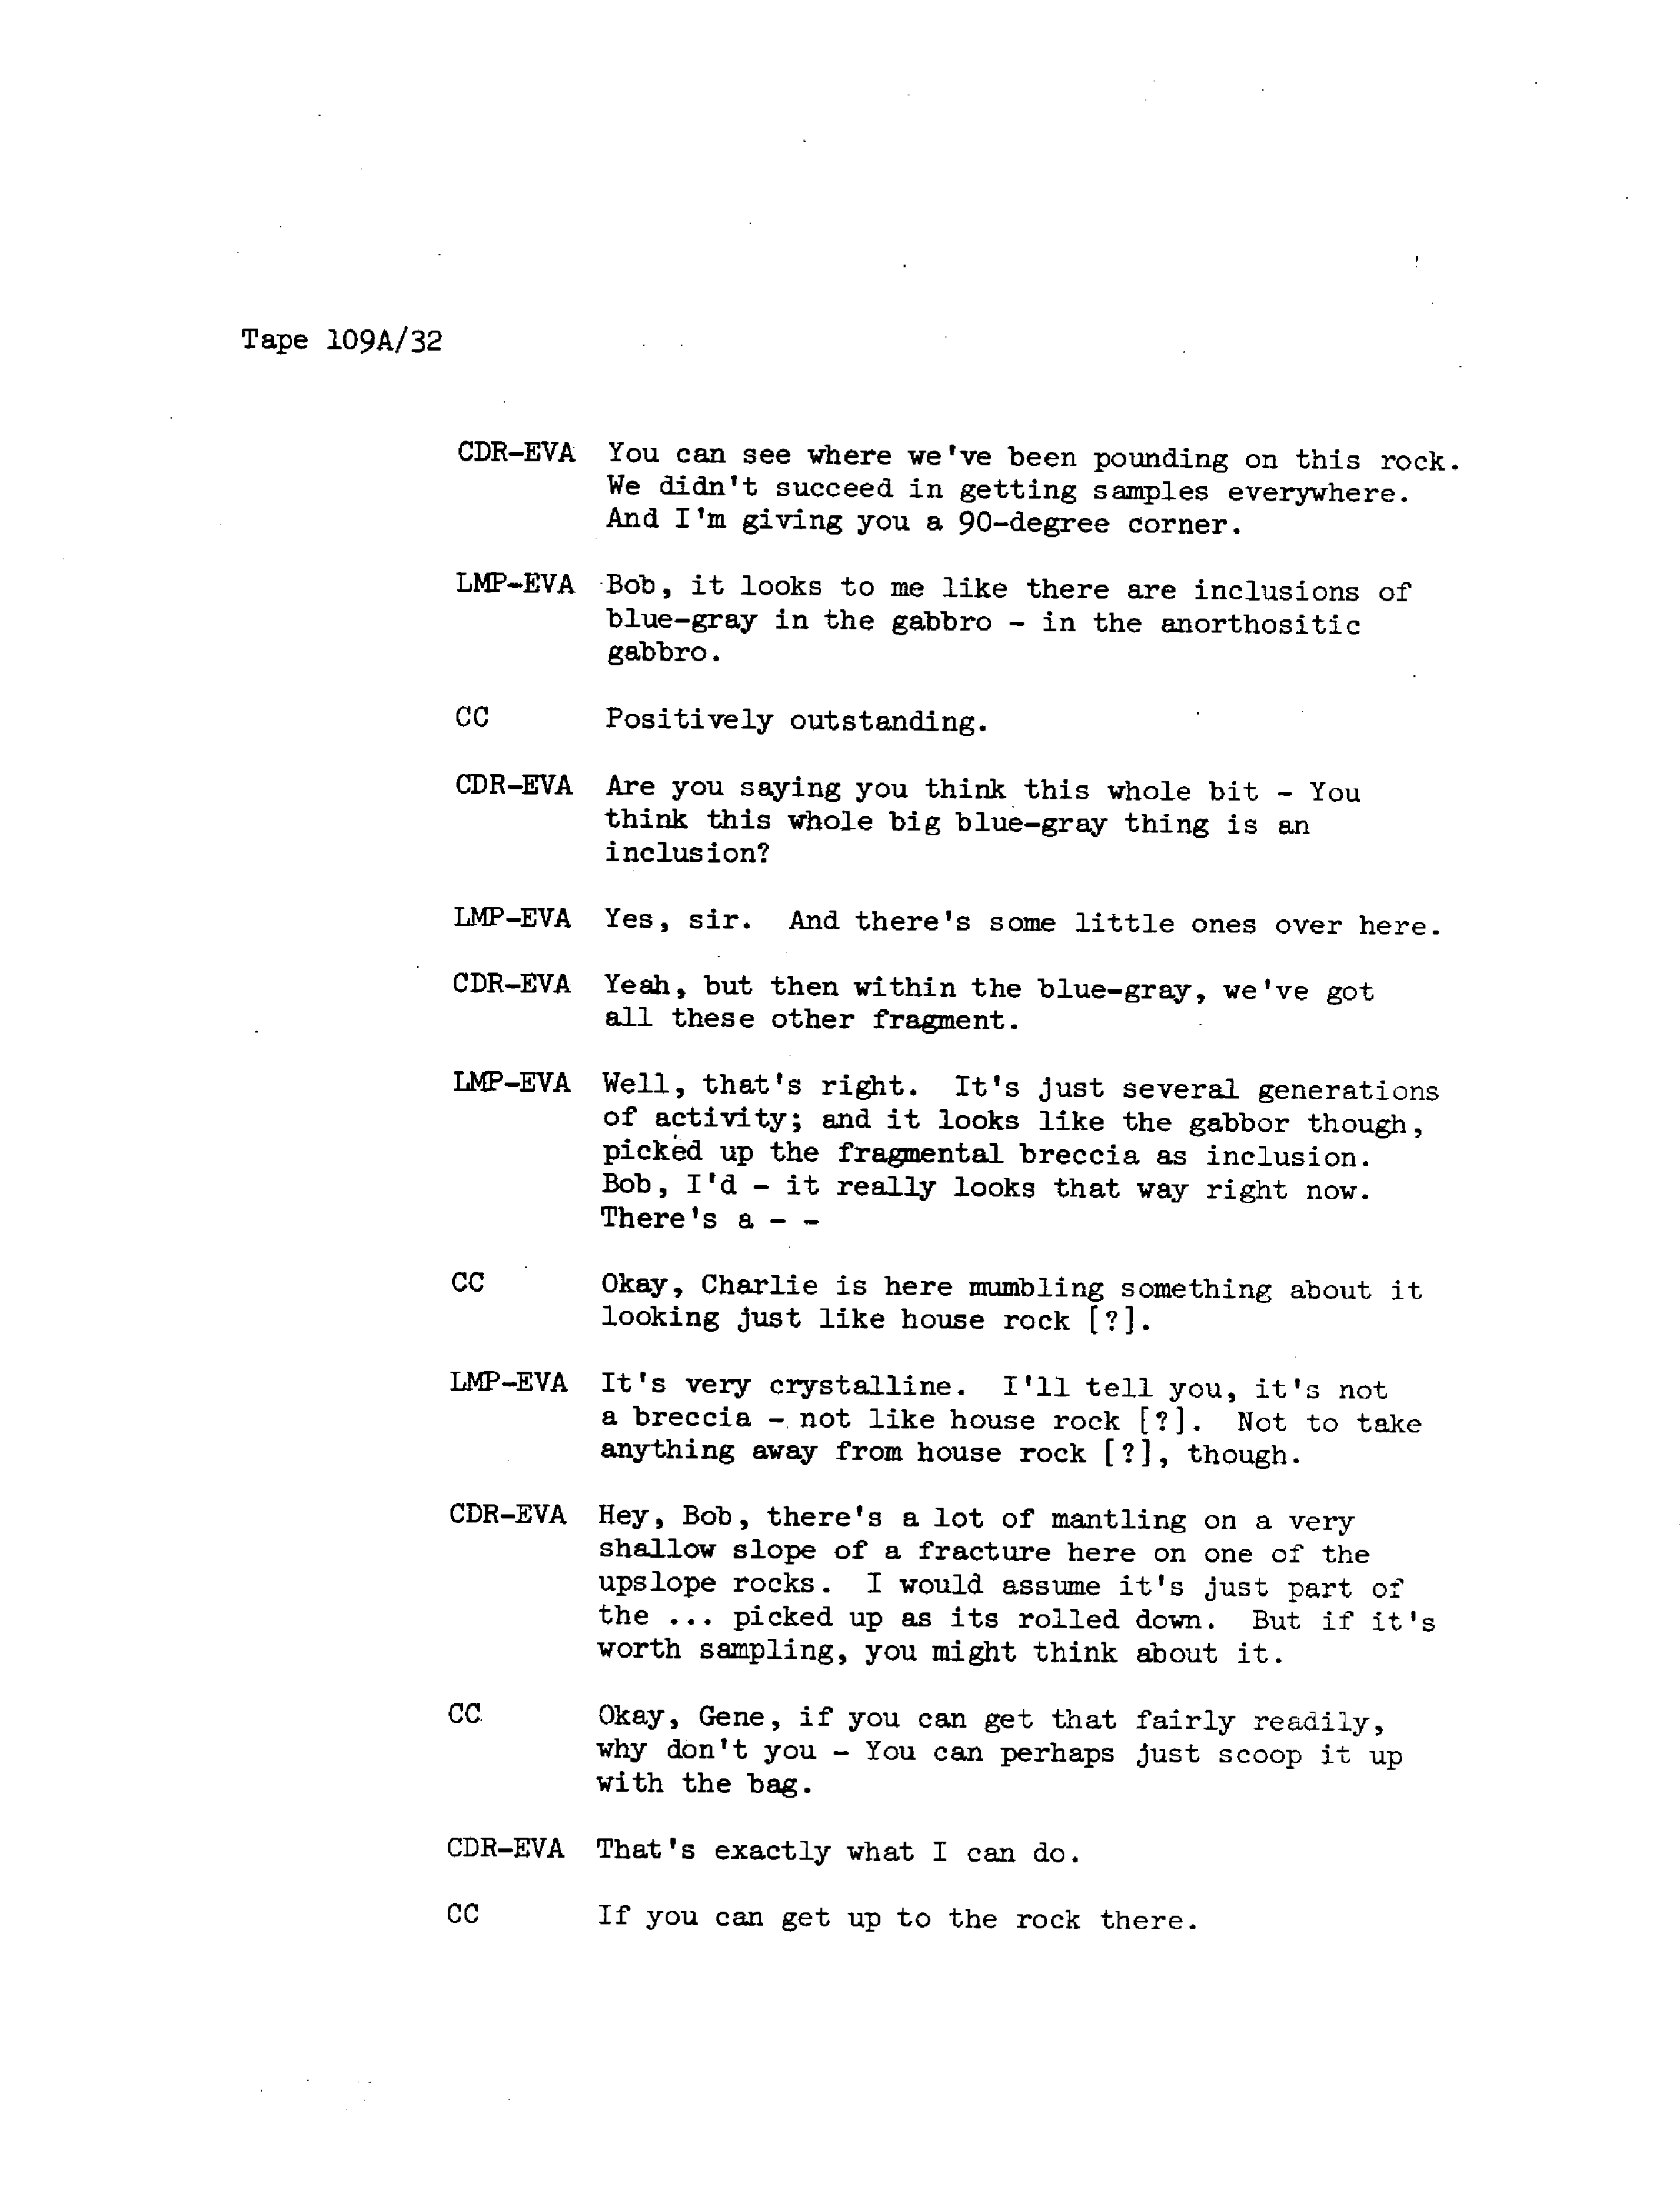 Tape 109A/32
CDR-EVA You can see where we've been pounding on this rock.
We didn't succeed in getting samples everywhere.
And I'm giving you a 90-degree corner.
LMP-EVA Bob, it looks to me like there are inclusions of
blue-gray in the gabbro - in the anorthositic
gabbro.
CC Positively outstanding.
CDR-EVA Are you saying you think this whole bit - You
think this whole big blue-gray thing is an
inclusion?
LMP-EVA Yes, sir. And there's some little ones over here.
CDR-EVA Yeah, but then within the blue-gray, we've got
all these other fragment.
LMP-EVA Well, that's right. It's just several generations
of activity; and it looks like the gabbor though,
picked up the fragmental breccia as inclusion.
Bob, I'd - it really looks that way right now.
There's a - -
CC Okay, Charlie is here mumbling something about it
looking just like house rock [?].
LMP-EVA It's very crystalline. I'll tell you, it's not
a breccia - not like house rock [?]. Not to take
anything away from house rock [?], though.
CDR-EVA Hey, Bob, there's a lot of mantling on a very
shallow slope of a fracture here on one of the
upslope rocks. I would assume it's just part of
the ... picked up as its rolled down. But if it's
worth sampling, you might think about it.
CC Okay, Gene, if you can get that fairly readily,
why don't you - You can perhaps just scoop it up
with the bag.
CDR-EVA That's exactly what I can do.
CC If you can get up to the rock there.